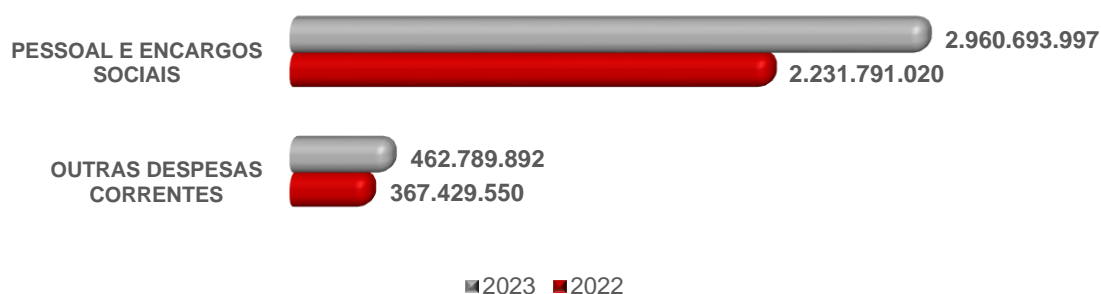 PESSOAL E ENCARGOS
SOCIAIS
2.960.693.997
2.231.791.020
OUTRAS DESPESAS
CORRENTES
462.789.892
367.429.550
2023 2022